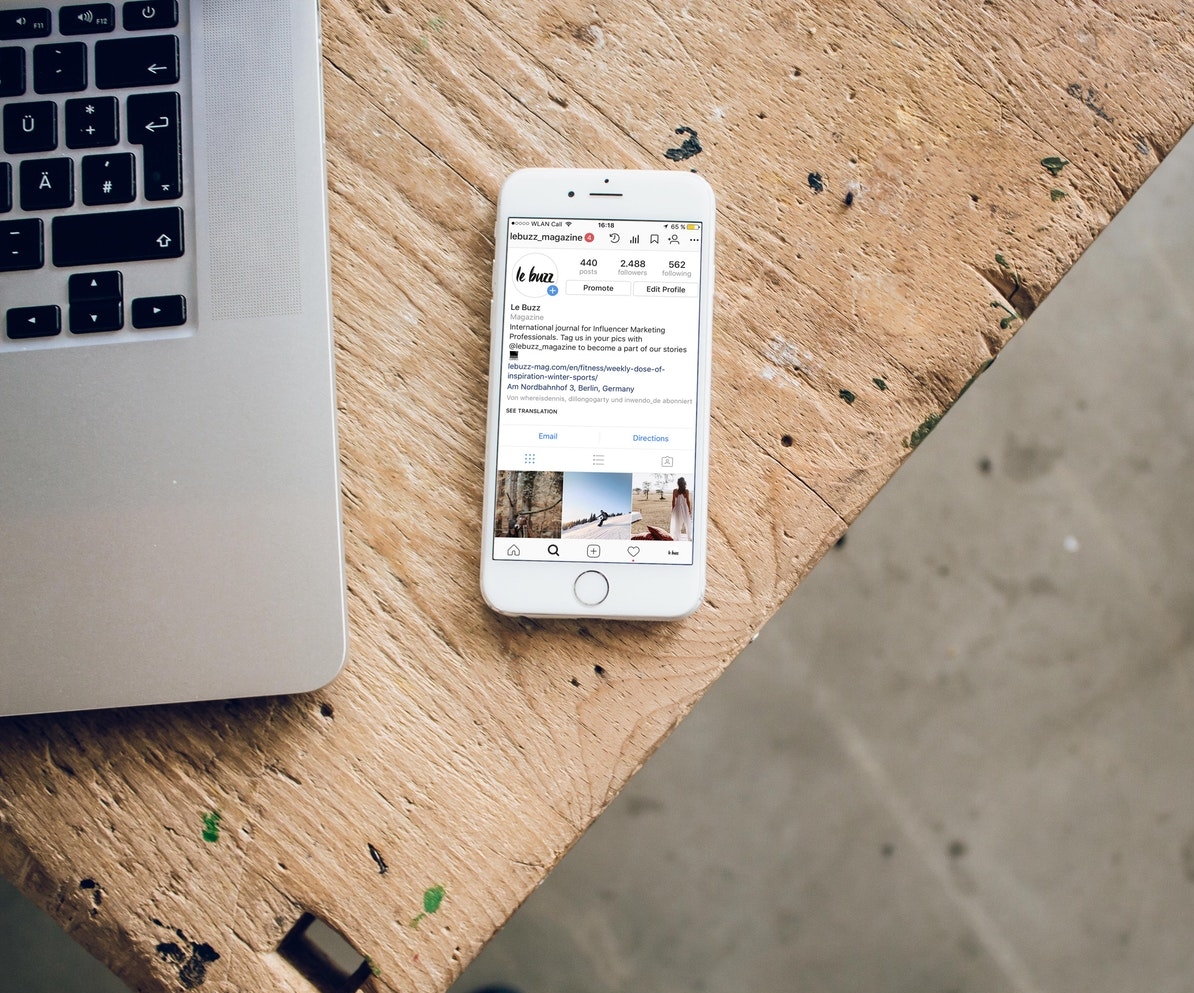 F11
F12
Ü
*
+
Ä
#
WLAN Call
16:18
65 %
lebuzz_magazine 4
le buzz
440
2.488
562
posts
followers
following
Promote
Edit Profile
Le Buzz
Magazine
International journal for Influencer Marketing
Professionals. Tag us in your pics with
@lebuzz_magazine to become a part of our stories
lebuzz-mag.com/en/fitness/weekly-dose-of-
inspiration-winter-sports/
Am Nordbahnhof 3, Berlin, Germany
Von whereisdennis, dillongogarty und inwendo_de abonniert
SEE TRANSLATION
Email
Directions
le buzz